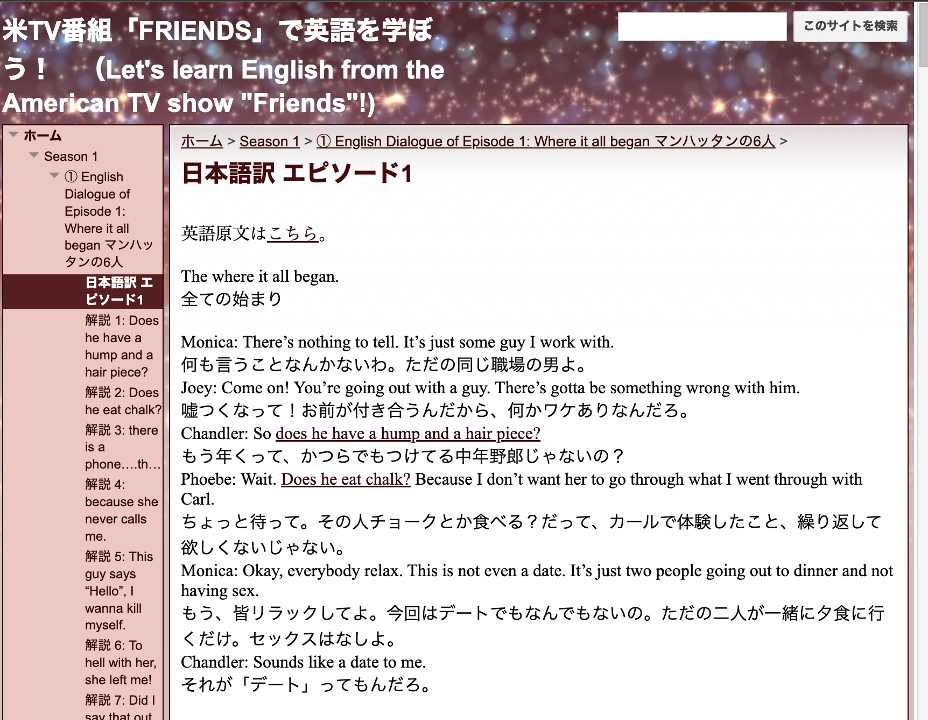 米TV番組「FRIENDS」で英語を学ぼ
う！　（Let's learn English from the
American TV show "Friends"!)
このサイトを検索
ホーム
Season 1
① English
Dialogue of
Episode 1:
Where it all
began マンハッ
タンの6人
日本語訳 エ
ピソード1
解説 1: Does
he have a
hump and a
hair piece?
解説 2: Does
he eat chalk?
解説 3: there
is a
phone….th…
解説 4:
because she
never calls
me.
解説 5: This
guy says
“Hello”, I
wanna kill
myself.
解説 6: To
hell with her,
she left me!
解説 7: Did I
say that out
ホーム > Season 1 > ① English Dialogue of Episode 1: Where it all began マンハッタンの6人 >
日本語訳 エピソード1
英語原文はこちら。
The where it all began.
全ての始まり
Monica: There’s nothing to tell. It’s just some guy I work with.
何も言うことなんかないわ。ただの同じ職場の男よ。
Joey: Come on! You’re going out with a guy. There’s gotta be something wrong with him.
嘘つくなって！お前が付き合うんだから、何かワケありなんだろ。
Chandler: So does he have a hump and a hair piece?
もう年くって、かつらでもつけてる中年野郎じゃないの？
Phoebe: Wait. Does he eat chalk? Because I don’t want her to go through what I went through with
Carl.
ちょっと待って。その人チョークとか食べる？だって、カールで体験したこと、繰り返して
欲しくないじゃない。
Monica: Okay, everybody relax. This is not even a date. It’s just two people going out to dinner and not
having sex.
もう、皆リラックしてよ。今回はデートでもなんでもないの。ただの二人が一緒に夕食に行
くだけ。セックスはなしよ。
Chandler: Sounds like a date to me.
それが「デート」ってもんだろ。